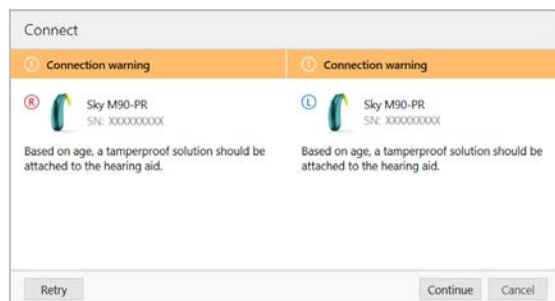 Connect
Connection warning
R
Sky M90-PR
SN: XXXXXXXXX
Based on age, a tamperproof solution should be
attached to the hearing aid.
Connection warning
L
Sky M90-PR
SN: XXXXXXXXX
Based on age, a tamperproof solution should be
attached to the hearing aid.
Retry
Continue
Cancel